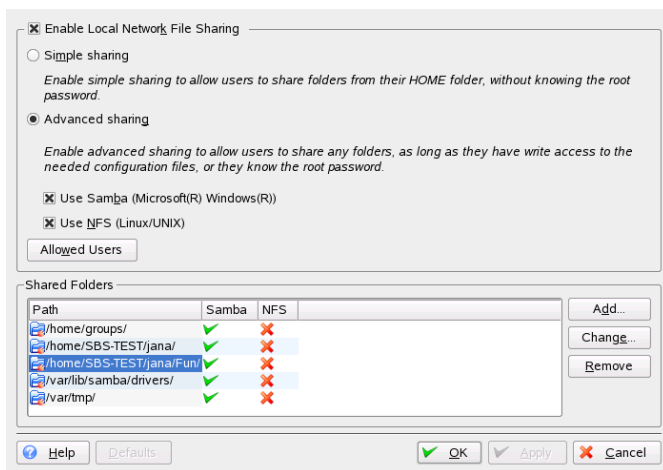 Enable Local Network File Sharing
Simple sharing
Enable simple sharing to allow users to share folders from their HOME folder, without knowing the root
password.
Advanced sharing
Enable advanced sharing to allow users to share any folders, as long as they have write access to the
needed configuration files, or they know the root password.
Use Samba (Microsoft(R) Windows(R))
Use NFS (Linux/UNIX)
Allowed Users
Shared Folders
Path Samba NFS
/home/groups/
/home/SBS-TEST/jana/
/home/SBS-TEST/jana/Fun/
/var/lib/samba/drivers/
/var/tmp/
Add...
Change...
Remove
Help Defaults OK Apply Cancel